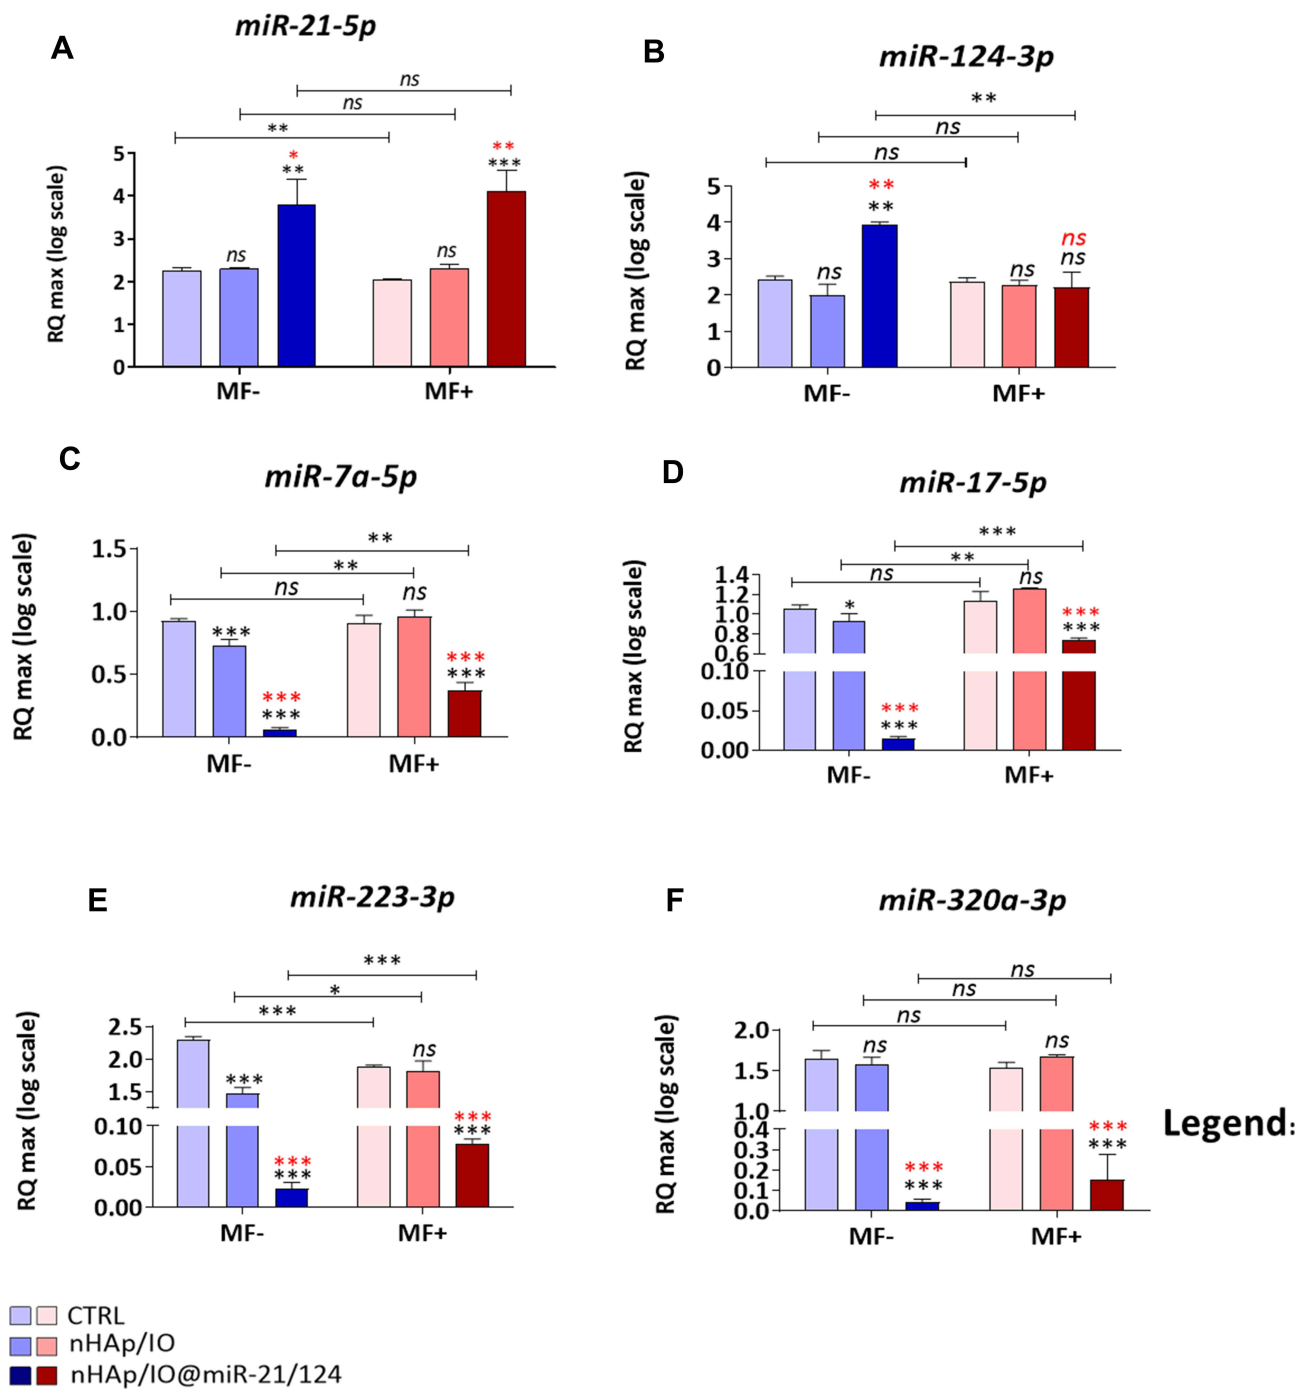 A
miR-21-5p
ns
ns
**
* **
** ***
ns
ns
RQ max (log scale)
5
4
3
2
1
0
MF- MF+
B
miR-124-3p
**
ns
ns
**
**
ns
ns
ns
ns
RQ max (log scale)
5
4
3
2
1
0
MF- MF+
C
miR-7a-5p
**
**
ns
ns
***
***
***
***
***
RQ max (log scale)
1.5
1.0
0.5
0.0
MF- MF+
D
miR-17-5p
***
**
ns
ns
*
***
***
***
***
RQ max (log scale)
1.4
1.2
1.0
0.8
0.6
0.10
0.05
0.00
MF- MF+
E
miR-223-3p
***
*
***
ns
***
***
***
***
***
RQ max (log scale)
2.5
2.0
1.5
0.10
0.05
0.00
MF- MF+
F
miR-320a-3p
ns
ns
ns
ns
ns
***
***
***
***
RQ max (log scale)
2.0
1.5
1.0
0.4
0.3
0.2
0.1
0.0
MF- MF+
Legend:
CTRL
nHAp/IO
nHAp/IO@miR-21/124